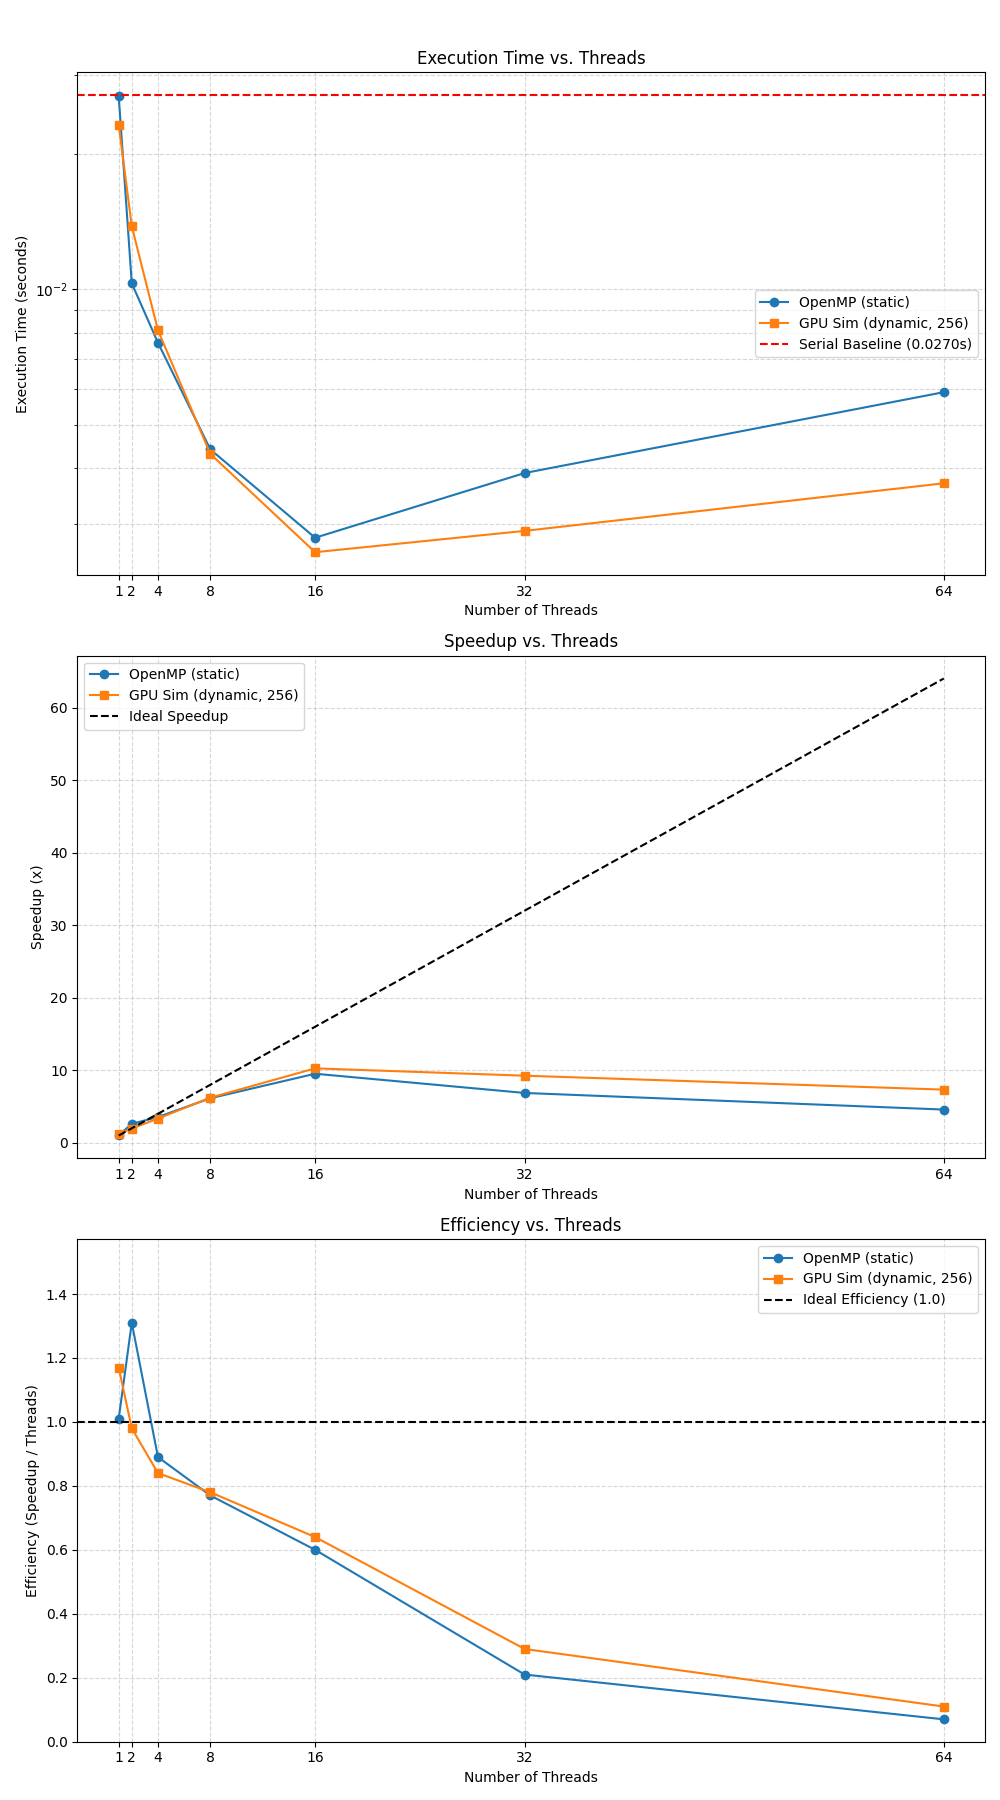 Execution Time vs. Threads
Execution Time (seconds)
10⁻²
OpenMP (static)
GPU Sim (dynamic, 256)
Serial Baseline (0.0270s)
1 2 4 8 16 32 64
Number of Threads
Speedup vs. Threads
Speedup (x)
OpenMP (static)
GPU Sim (dynamic, 256)
Ideal Speedup
60
50
40
30
20
10
0
1 2 4 8 16 32 64
Number of Threads
Efficiency vs. Threads
Efficiency (Speedup / Threads)
OpenMP (static)
GPU Sim (dynamic, 256)
Ideal Efficiency (1.0)
1.4
1.2
1.0
0.8
0.6
0.4
0.2
0.0
1 2 4 8 16 32 64
Number of Threads